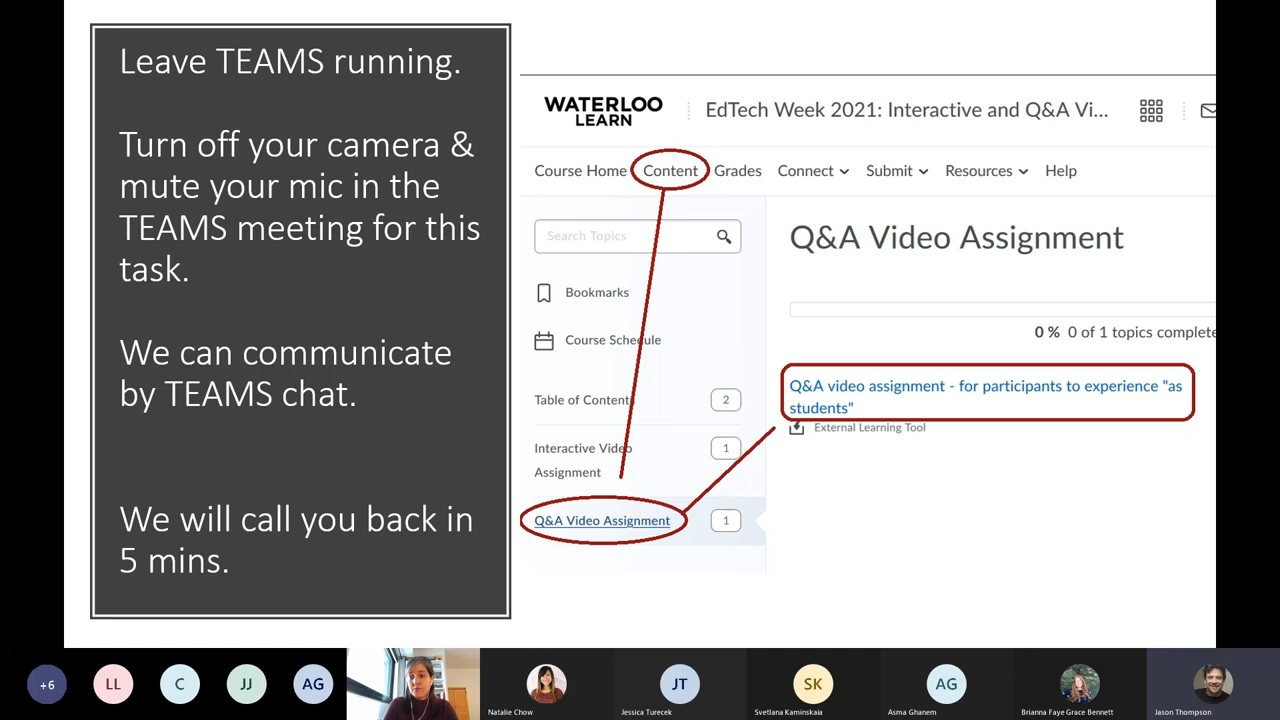 Leave TEAMS running.
Turn off your camera &
mute your mic in the
TEAMS meeting for this
task.
We can communicate
by TEAMS chat.
We will call you back in
5 mins.
WATERLOO
LEARN
EdTech Week 2021: Interactive and Q&A Vi...
Course Home Content Grades Connect Submit Resources Help
Search Topics
Bookmarks
Course Schedule
Table of Contents 2
Interactive Video
Assignment
1
Q&A Video Assignment 1
Q&A Video Assignment
0 % 0 of 1 topics complete
Q&A video assignment - for participants to experience "as
students"
External Learning Tool
+6 LL C JJ AG JT SK AG
Natalie Chow Jessica Turecek Svetlana Kaminskaia Asma Ghanem Brianna Faye Grace Bennett Jason Thompson